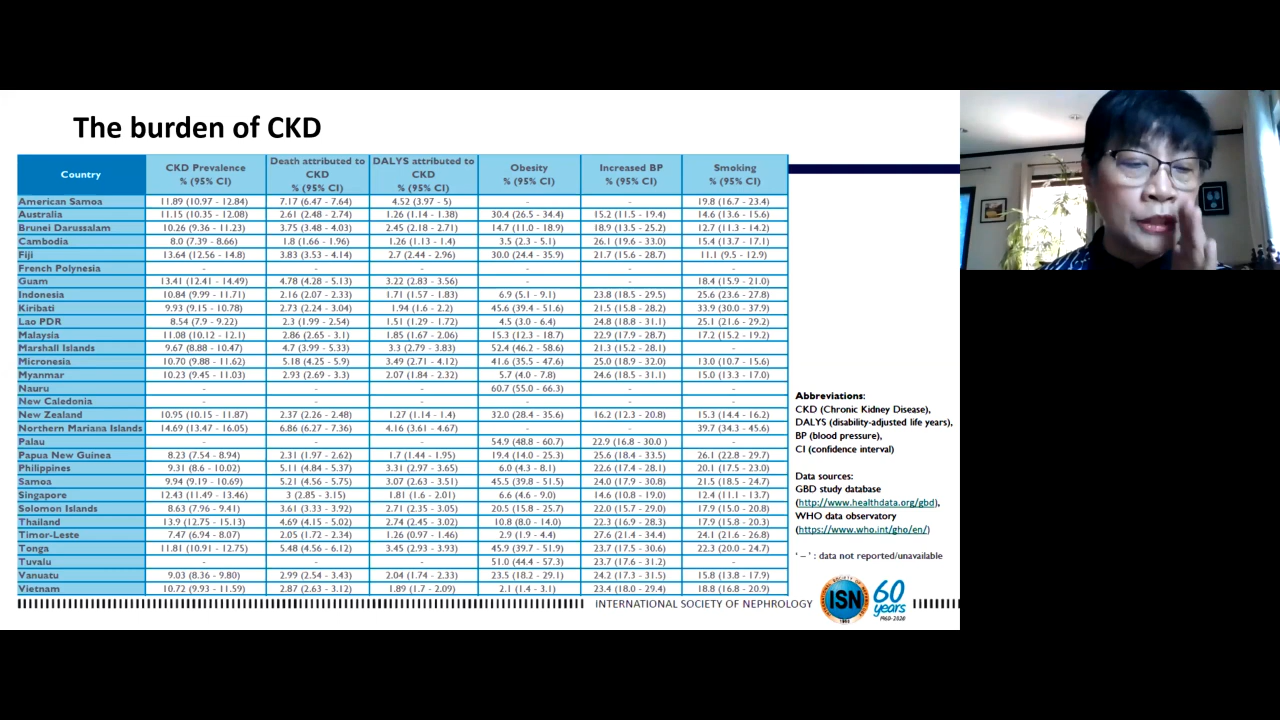 The burden of CKD
Country CKD Prevalence % (95% CI) Death attributed to CKD % (95% CI) DALYS attributed to CKD % (95% CI) Obesity % (95% CI) Increased BP % (95% CI) Smoking % (95% CI)
American Samoa 11.89 (10.97 - 12.84) 7.17 (6.47 - 7.64) 4.52 (3.97 - 5) - - 19.8 (16.7 - 23.4)
Australia 11.15 (10.35 - 12.08) 2.61 (2.48 - 2.74) 1.26 (1.14 - 1.38) 30.4 (26.5 - 34.4) 15.2 (11.5 - 19.4) 14.6 (13.6 - 15.6)
Brunei Darussalam 10.26 (9.36 - 11.23) 3.75 (3.48 - 4.03) 2.45 (2.18 - 2.71) 14.7 (11.0 - 18.9) 18.9 (13.5 - 25.2) 12.7 (11.3 - 14.2)
Cambodia 8.0 (7.39 - 8.66) 1.8 (1.66 - 1.96) 1.26 (1.13 - 1.4) 3.5 (2.3 - 5.1) 26.1 (19.6 - 33.0) 15.4 (13.7 - 17.1)
Fiji 13.64 (12.56 - 14.8) 3.83 (3.53 - 4.14) 2.7 (2.44 - 2.96) 30.0 (24.4 - 35.9) 21.7 (15.6 - 28.7) 11.1 (9.5 - 12.9)
French Polynesia - - - - - -
Guam 13.41 (12.41 - 14.49) 4.78 (4.28 - 5.13) 3.22 (2.83 - 3.56) - - 18.4 (15.9 - 21.0)
Indonesia 10.84 (9.99 - 11.71) 2.16 (2.07 - 2.33) 1.71 (1.57 - 1.83) 6.9 (5.1 - 9.1) 23.8 (18.5 - 29.5) 25.6 (23.6 - 27.8)
Kiribati 9.93 (9.15 - 10.78) 2.73 (2.24 - 3.04) 1.94 (1.6 - 2.2) 45.6 (39.4 - 51.6) 21.5 (15.8 - 28.2) 33.9 (30.0 - 37.9)
Lao PDR 8.54 (7.9 - 9.22) 2.3 (1.99 - 2.54) 1.51 (1.29 - 1.72) 4.5 (3.0 - 6.4) 24.8 (18.8 - 31.1) 25.1 (21.6 - 29.2)
Malaysia 11.08 (10.12 - 12.1) 2.86 (2.65 - 3.1) 1.85 (1.67 - 2.06) 15.3 (12.3 - 18.7) 22.9 (17.9 - 28.7) 17.2 (15.2 - 19.2)
Marshall Islands 9.67 (8.88 - 10.47) 4.7 (3.99 - 5.33) 3.3 (2.79 - 3.83) 52.4 (46.2 - 58.6) 21.3 (15.2 - 28.1) -
Micronesia 10.70 (9.88 - 11.62) 5.18 (4.25 - 5.9) 3.49 (2.71 - 4.12) 41.6 (35.5 - 47.6) 25.0 (18.9 - 32.0) 13.0 (10.7 - 15.6)
Myanmar 10.23 (9.45 - 11.03) 2.93 (2.69 - 3.3) 2.07 (1.84 - 2.32) 5.7 (4.0 - 7.8) 24.6 (18.5 - 31.1) 15.0 (13.3 - 17.0)
Nauru - - - 60.7 (55.0 - 66.3) - -
New Caledonia - - - - - -
New Zealand 10.95 (10.15 - 11.87) 2.37 (2.26 - 2.48) 1.27 (1.14 - 1.4) 32.0 (28.4 - 35.6) 16.2 (12.3 - 20.8) 15.3 (14.4 - 16.2)
Northern Mariana Islands 14.69 (13.47 - 16.05) 6.86 (6.27 - 7.36) 4.16 (3.61 - 4.67) - - 39.7 (34.3 - 45.6)
Palau - - - 54.9 (48.8 - 60.7) 22.9 (16.8 - 30.0 ) -
Papua New Guinea 8.23 (7.54 - 8.94) 2.31 (1.97 - 2.62) 1.7 (1.44 - 1.95) 19.4 (14.0 - 25.3) 25.6 (18.4 - 33.5) 26.1 (22.8 - 29.7)
Philippines 9.31 (8.6 - 10.02) 5.11 (4.84 - 5.37) 3.31 (2.97 - 3.65) 6.0 (4.3 - 8.1) 22.6 (17.4 - 28.1) 20.1 (17.5 - 23.0)
Samoa 9.94 (9.19 - 10.69) 5.21 (4.56 - 5.75) 3.07 (2.63 - 3.51) 45.5 (39.8 - 51.5) 24.0 (17.9 - 30.8) 21.5 (18.5 - 24.7)
Singapore 12.43 (11.49 - 13.46) 3 (2.85 - 3.15) 1.81 (1.6 - 2.01) 6.6 (4.6 - 9.0) 14.6 (10.8 - 19.0) 12.4 (11.1 - 13.7)
Solomon Islands 8.63 (7.96 - 9.41) 3.61 (3.33 - 3.92) 2.71 (2.35 - 3.05) 20.5 (15.8 - 25.7) 22.0 (15.7 - 29.0) 17.9 (15.0 - 20.8)
Thailand 13.9 (12.75 - 15.13) 4.69 (4.15 - 5.02) 2.74 (2.45 - 3.02) 10.8 (8.0 - 14.0) 22.3 (16.9 - 28.3) 17.9 (15.8 - 20.3)
Timor-Leste 7.47 (6.94 - 8.07) 2.05 (1.72 - 2.34) 1.26 (0.97 - 1.46) 2.9 (1.9 - 4.4) 27.6 (21.4 - 34.4) 24.1 (21.6 - 26.8)
Tonga 11.81 (10.91 - 12.75) 5.48 (4.56 - 6.12) 3.45 (2.93 - 3.93) 45.9 (39.7 - 51.9) 23.7 (17.5 - 30.6) 22.3 (20.0 - 24.7)
Tuvalu - - - 51.0 (44.4 - 57.3) 23.7 (17.6 - 31.2) -
Vanuatu 9.03 (8.36 - 9.80) 2.99 (2.54 - 3.43) 2.04 (1.74 - 2.33) 23.5 (18.2 - 29.1) 24.2 (17.3 - 31.5) 15.8 (13.8 - 17.9)
Vietnam 10.72 (9.93 - 11.59) 2.87 (2.63 - 3.12) 1.89 (1.7 - 2.09) 2.1 (1.4 - 3.1) 23.4 (18.0 - 29.4) 18.8 (16.8 - 20.9)
Abbreviations:
CKD (Chronic Kidney Disease),
DALYS (disability-adjusted life years),
BP (blood pressure),
CI (confidence interval)
Data sources:
GBD study database
(http://www.healthdata.org/gbd),
WHO data observatory
(https://www.who.int/gho/en/)
' – ' : data not reported/unavailable
INTERNATIONAL SOCIETY OF NEPHROLOGY
ISN
60
years
1960-2020